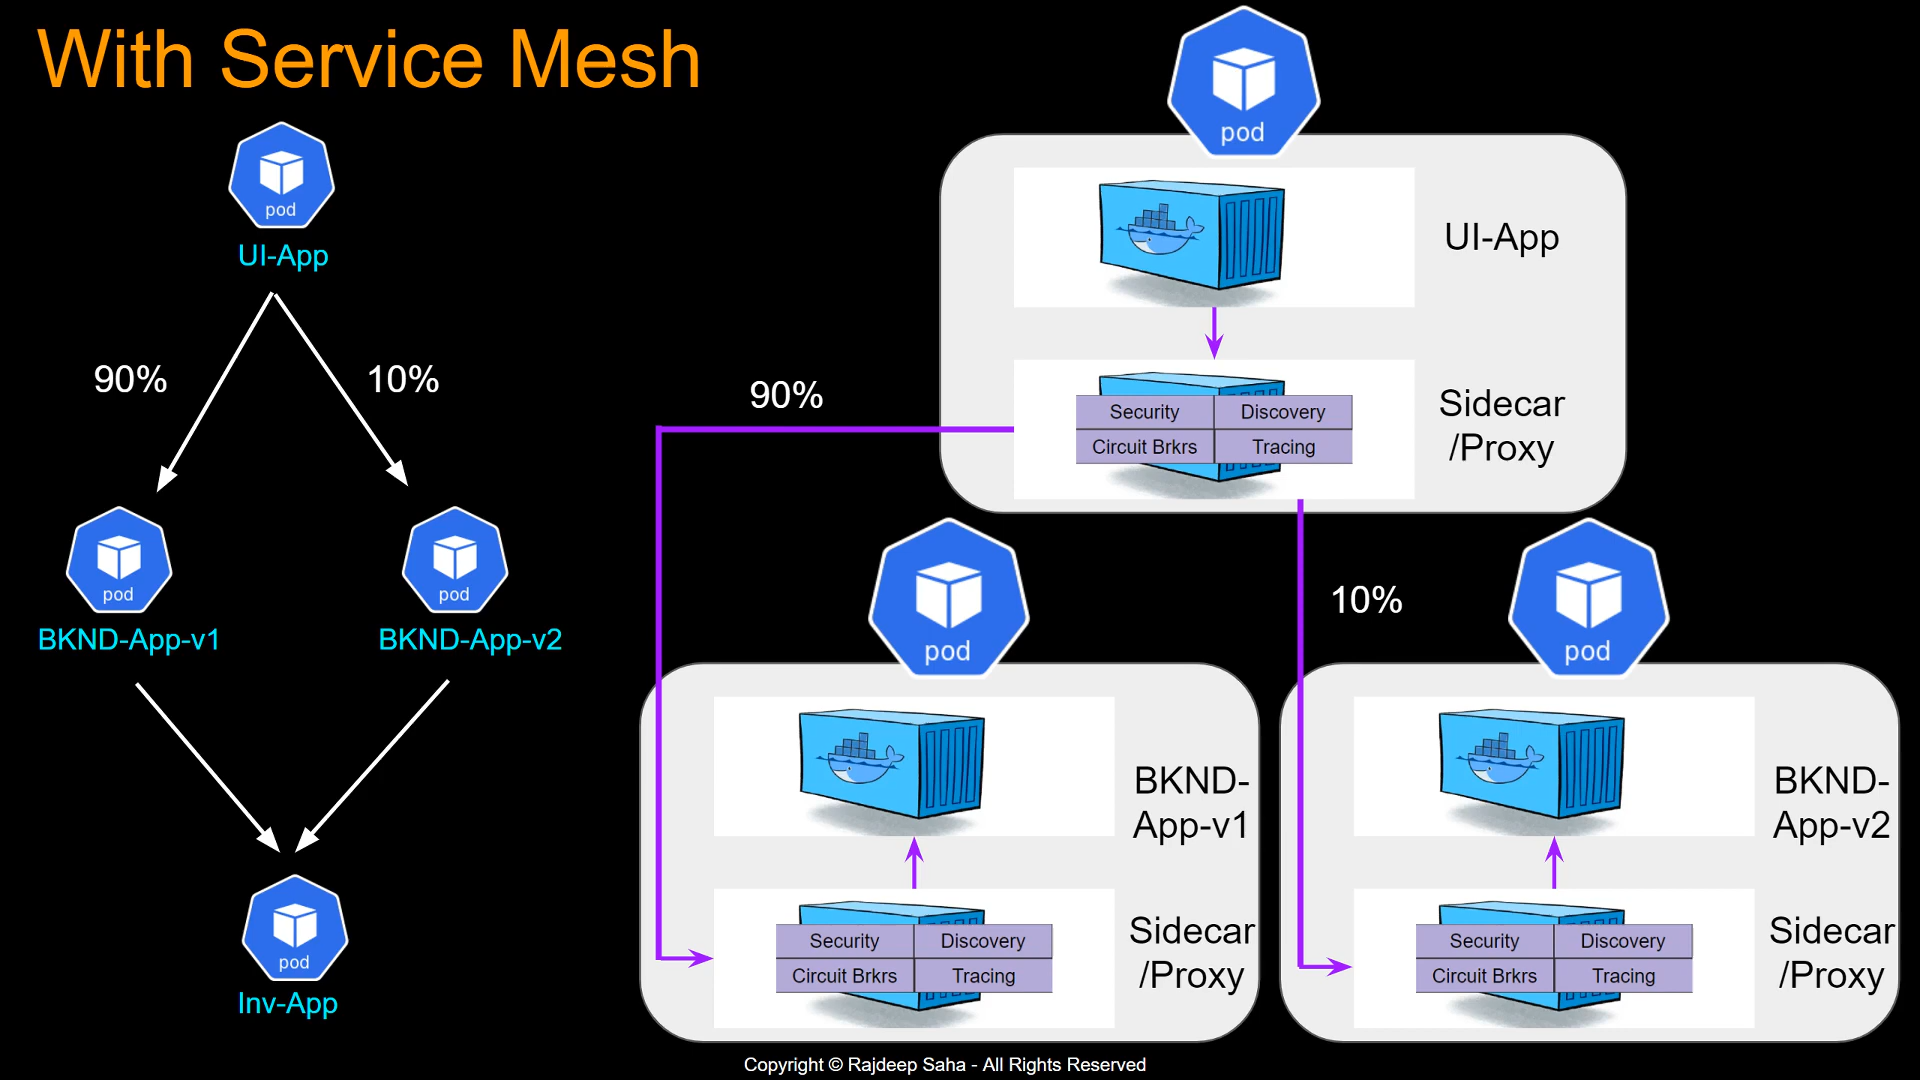 With Service Mesh
pod
UI-App
90%
10%
pod
BKND-App-v1
pod
BKND-App-v2
pod
Inv-App
pod
UI-App
Security Discovery
Circuit Brkrs Tracing
Sidecar
/Proxy
90%
10%
pod
BKND-
App-v1
Security Discovery
Circuit Brkrs Tracing
Sidecar
/Proxy
pod
BKND-
App-v2
Security Discovery
Circuit Brkrs Tracing
Sidecar
/Proxy
Copyright © Rajdeep Saha - All Rights Reserved